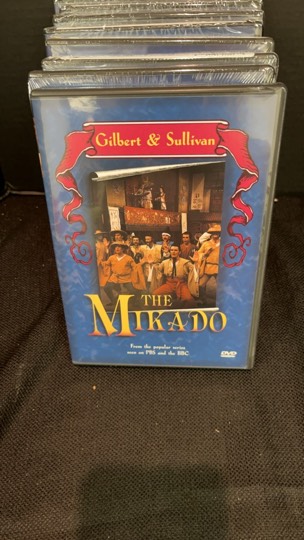 Gilbert & Sullivan
THE
MIKADO
From the popular series
seen on PBS and the BBC
DVD